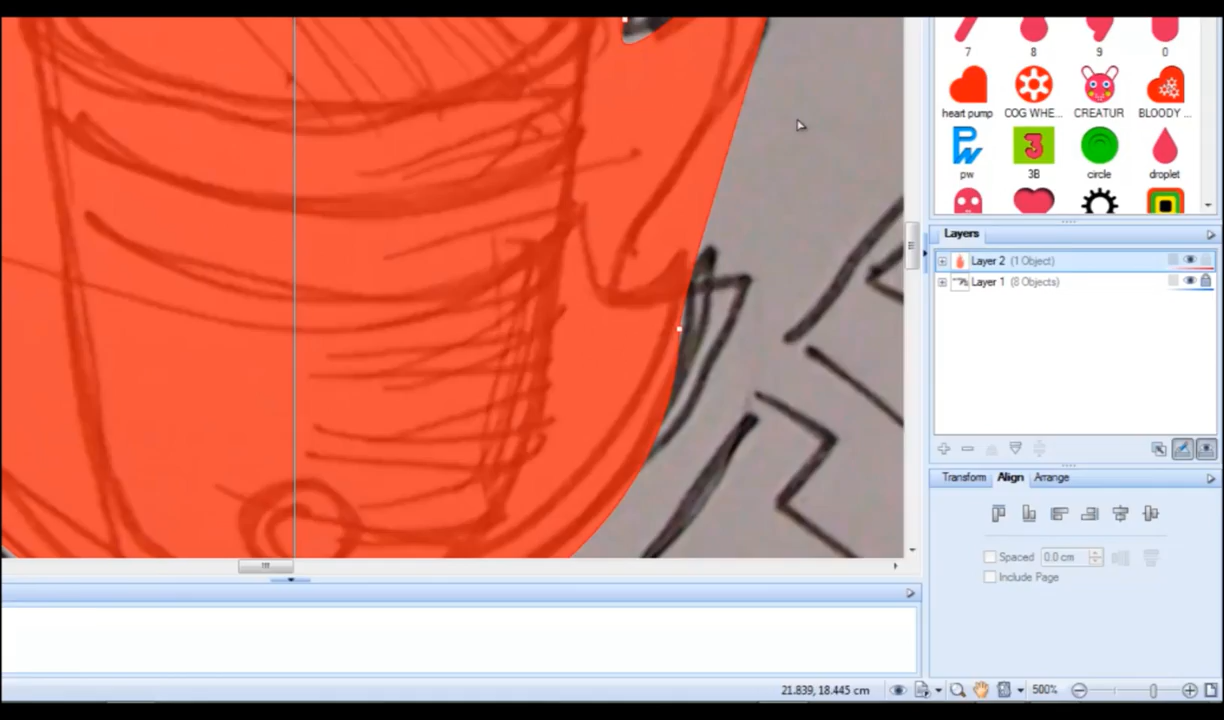 7 8 9 0
heart pump COG WHE... CREATUR BLOODY ...
pw 3B circle droplet
Layers
Layer 2 (1 Object)
Layer 1 (8 Objects)
Transform Align Arrange
Spaced 0.0 cm
Include Page
21.839, 18.445 cm 500%